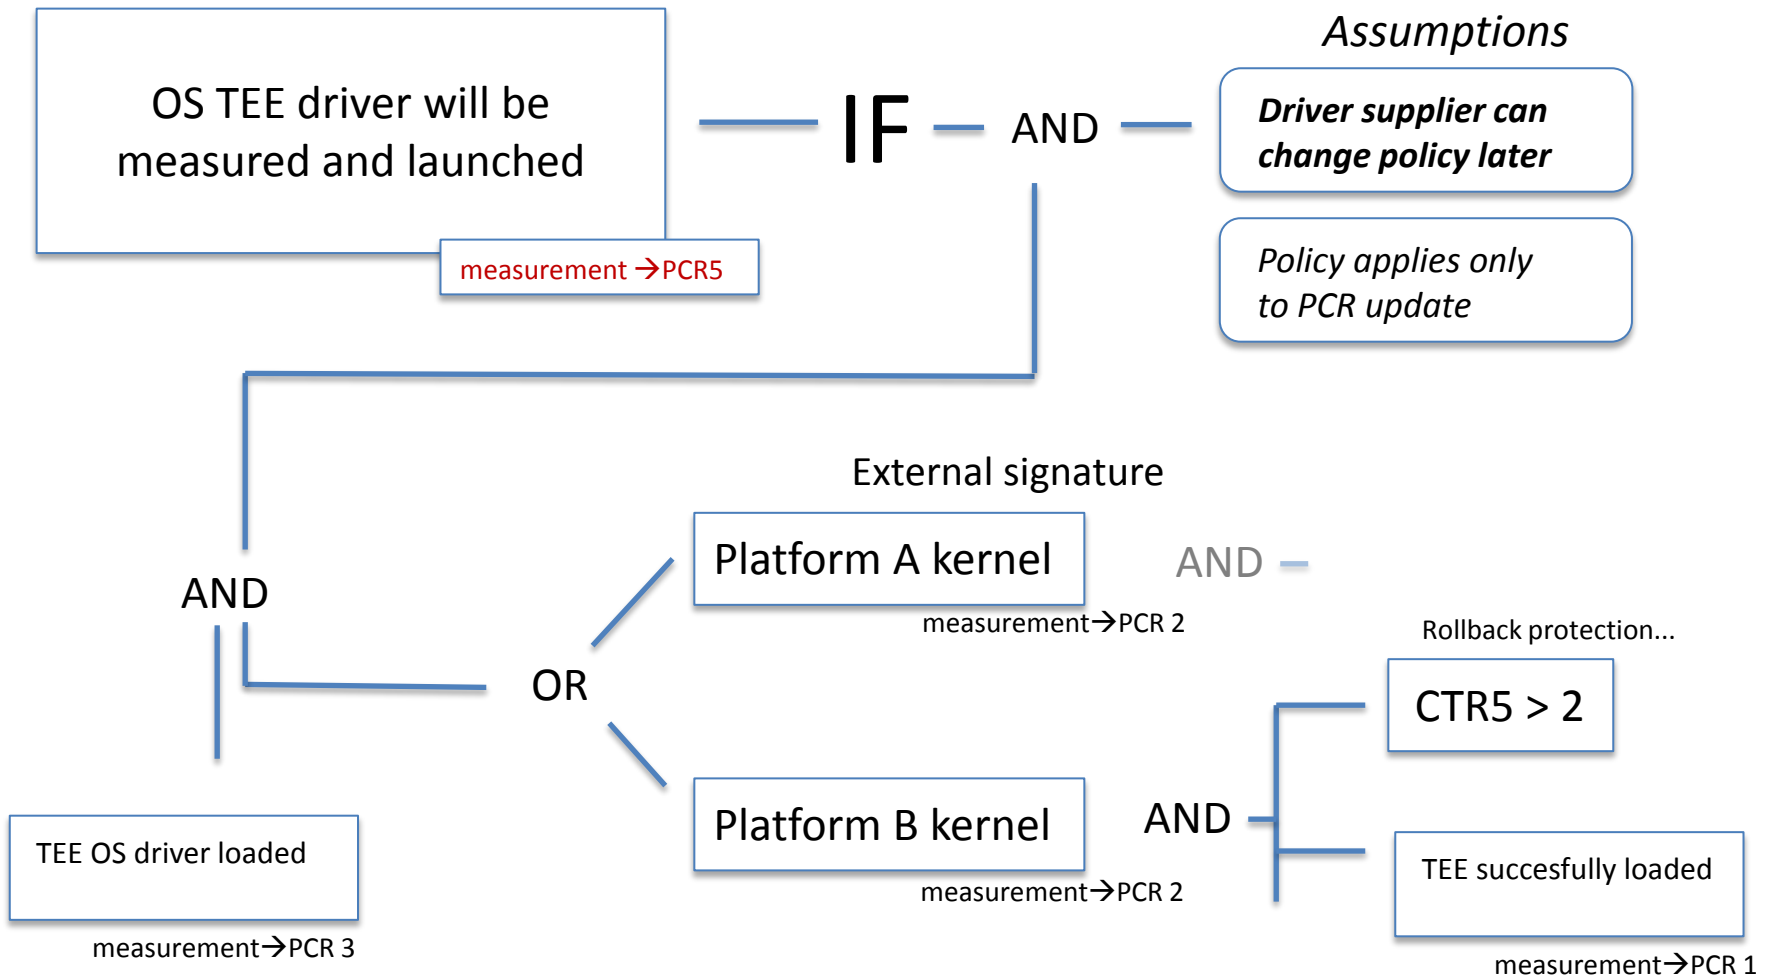 Assumptions
OS TEE driver will be
measured and launched
IF
AND
Driver supplier can
change policy later
measurement →PCR5
Policy applies only
to PCR update
External signature
Platform A kernel
AND
measurement→PCR 2
AND
Rollback protection...
OR
CTR5 > 2
Platform B kernel
AND
TEE OS driver loaded
TEE succesfully loaded
measurement→PCR 2
measurement→PCR 3
measurement→PCR 1